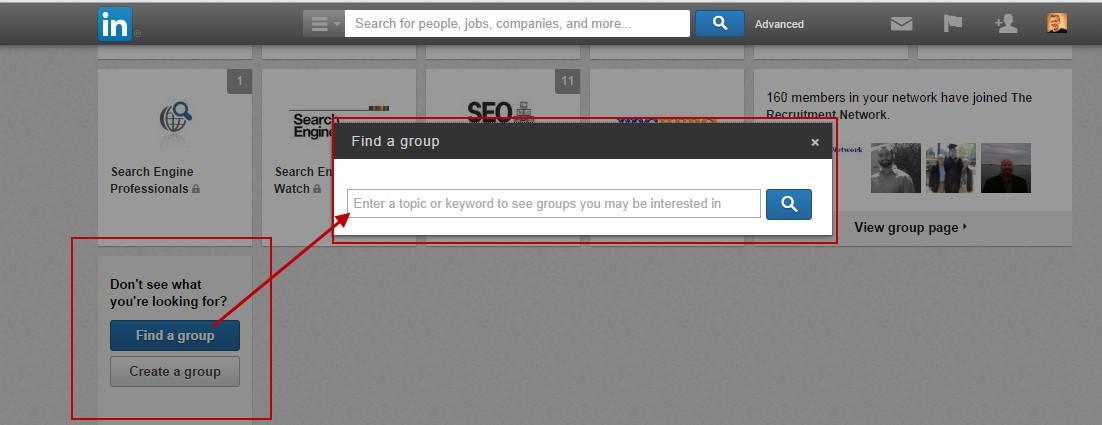 in
Search for people, jobs, companies, and more...
Advanced
1
11
Search
Engine
SEO
160 members in your network have joined The
Recruitment Network.
Find a group
×
Network
Search Engine
Professionals
Search En
Watch
Enter a topic or keyword to see groups you may be interested in
View group page
Don't see what
you're looking for?
Find a group
Create a group